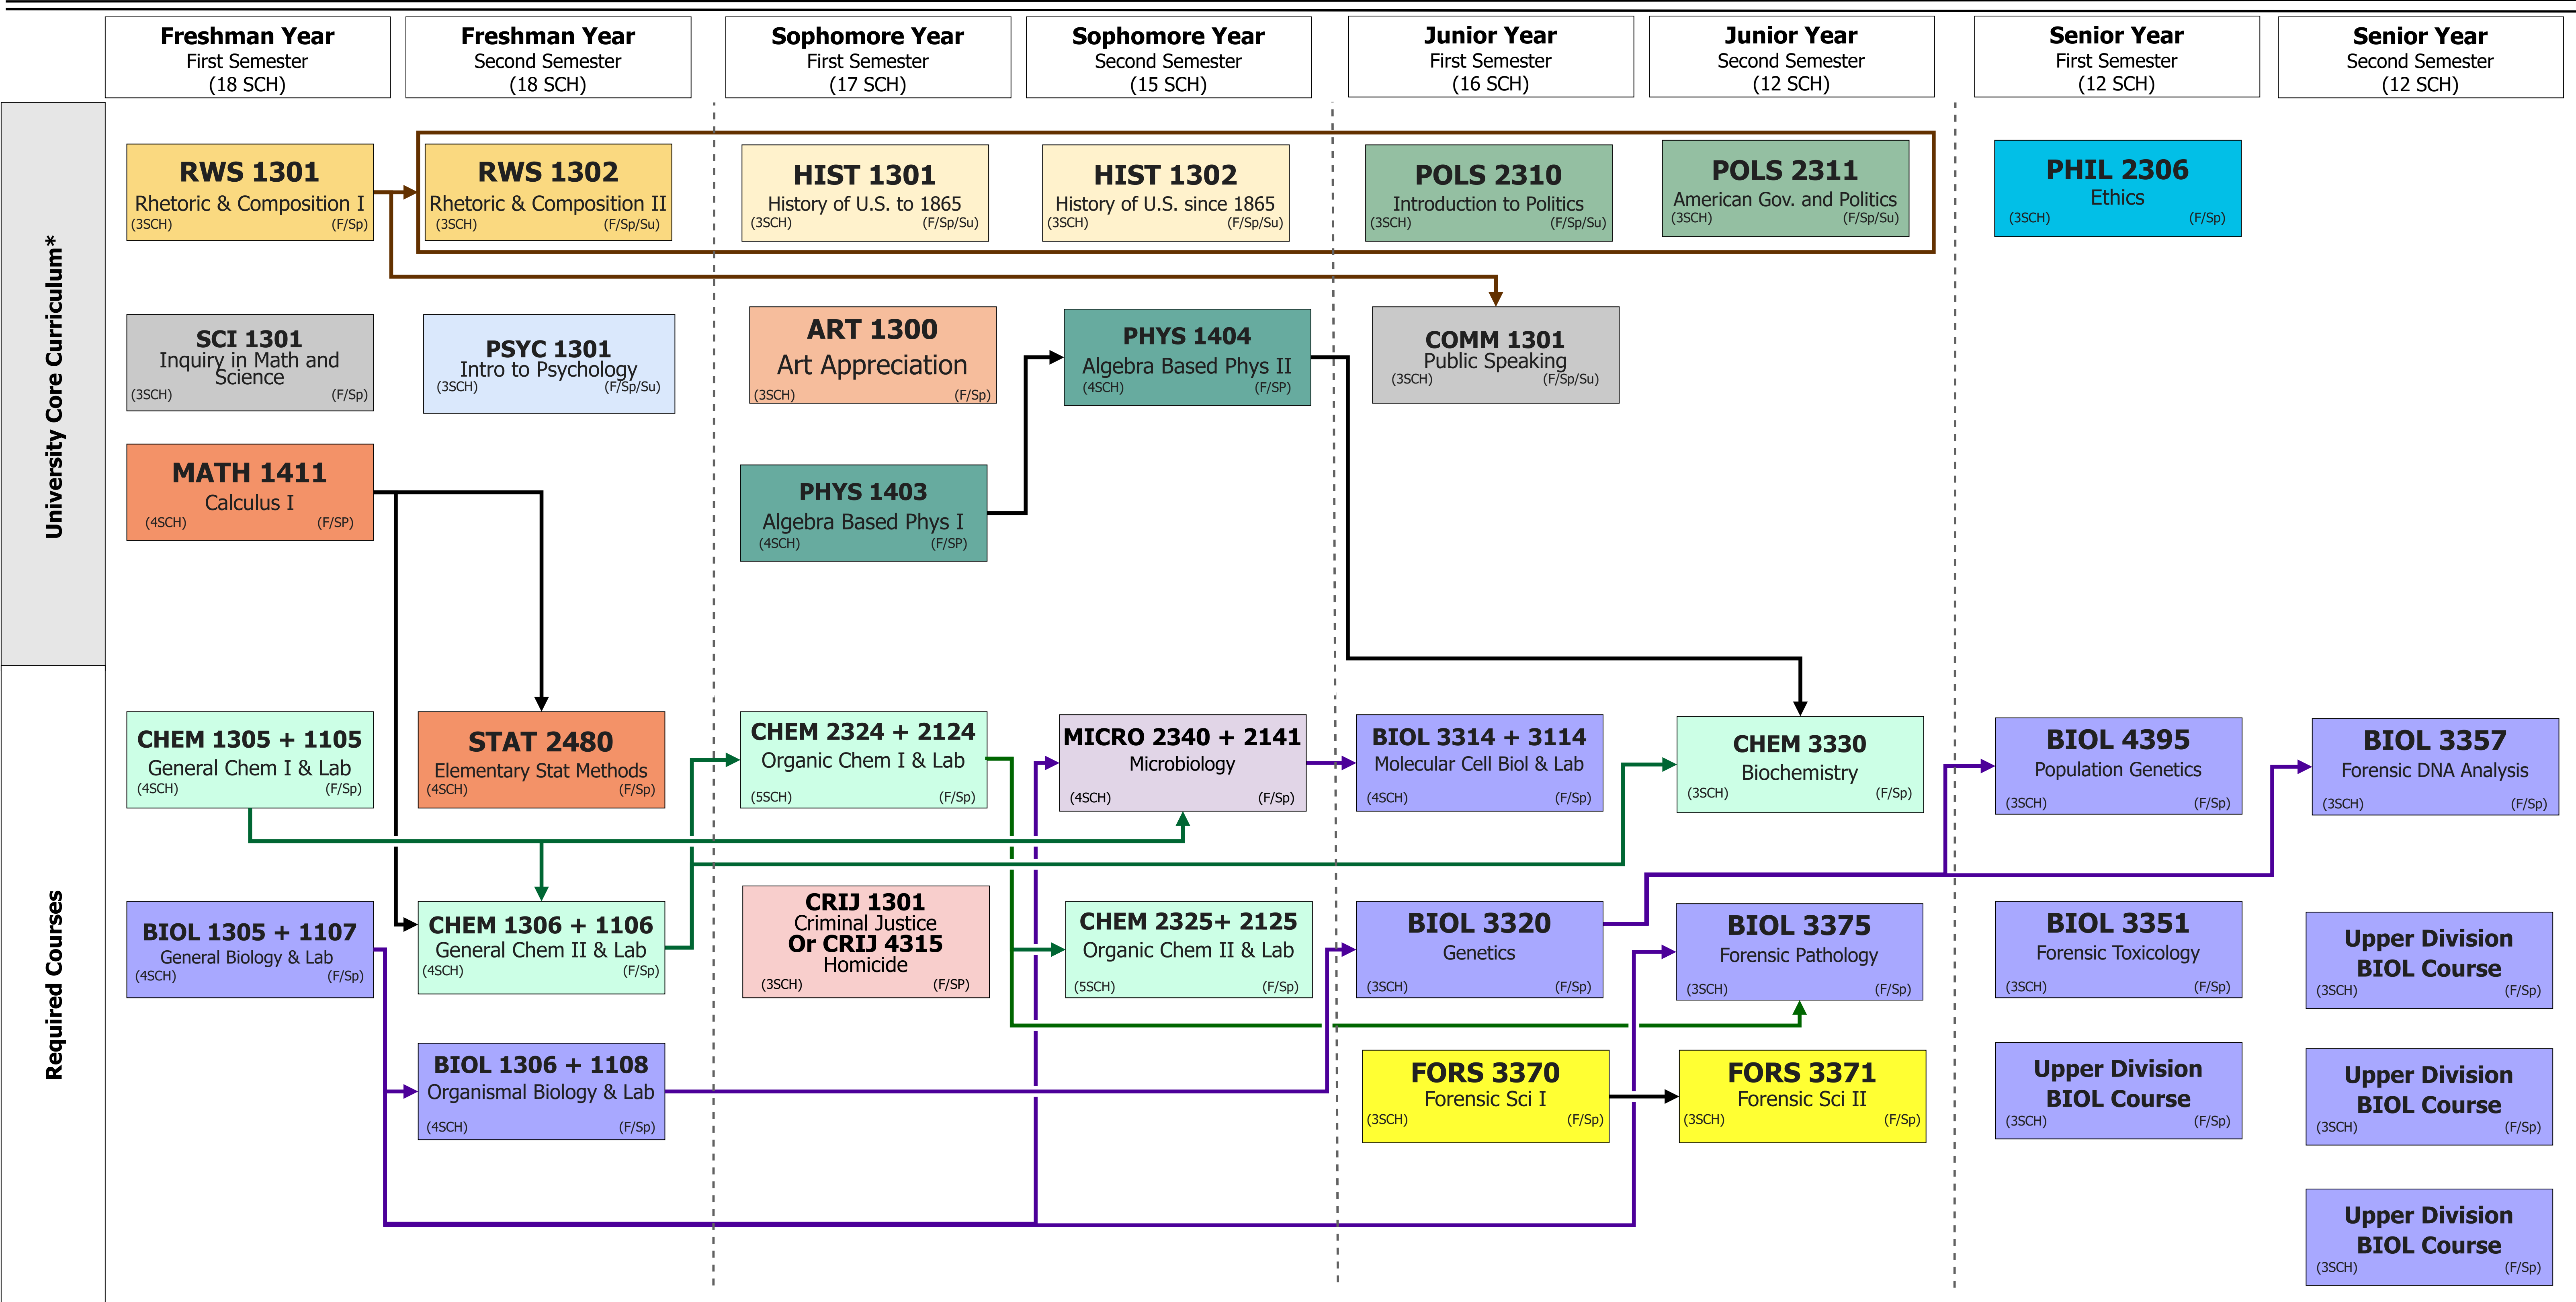 Freshman Year
First Semester
(18 SCH)
Freshman Year
Second Semester
(18 SCH)
Sophomore Year
First Semester
(17 SCH)
Sophomore Year
Second Semester
(15 SCH)
Junior Year
First Semester
(16 SCH)
Junior Year
Second Semester
(12 SCH)
Senior Year
First Semester
(12 SCH)
Senior Year
Second Semester
(12 SCH)
University Core Curriculum*
RWS 1301
Rhetoric & Composition I
(3SCH) (F/Sp)
RWS 1302
Rhetoric & Composition II
(3SCH) (F/Sp/Su)
HIST 1301
History of U.S. to 1865
(3SCH) (F/Sp/Su)
HIST 1302
History of U.S. since 1865
(3SCH) (F/Sp/Su)
POLS 2310
Introduction to Politics
(3SCH) (F/Sp/Su)
POLS 2311
American Gov. and Politics
(3SCH) (F/Sp/Su)
PHIL 2306
Ethics
(3SCH) (F/Sp)
SCI 1301
Inquiry in Math and
Science
(3SCH) (F/Sp)
PSYC 1301
Intro to Psychology
(3SCH) (F/Sp/Su)
ART 1300
Art Appreciation
(3SCH) (F/Sp)
PHYS 1404
Algebra Based Phys II
(4SCH) (F/SP)
COMM 1301
Public Speaking
(3SCH) (F/Sp/Su)
MATH 1411
Calculus I
(4SCH) (F/SP)
PHYS 1403
Algebra Based Phys I
(4SCH) (F/SP)
Required Courses
CHEM 1305 + 1105
General Chem I & Lab
(4SCH) (F/Sp)
STAT 2480
Elementary Stat Methods
(4SCH) (F/Sp)
CHEM 2324 + 2124
Organic Chem I & Lab
(5SCH) (F/Sp)
MICRO 2340 + 2141
Microbiology
(4SCH) (F/Sp)
BIOL 3314 + 3114
Molecular Cell Biol & Lab
(4SCH) (F/Sp)
CHEM 3330
Biochemistry
(3SCH) (F/Sp)
BIOL 4395
Population Genetics
(3SCH) (F/Sp)
BIOL 3357
Forensic DNA Analysis
(3SCH) (F/Sp)
BIOL 1305 + 1107
General Biology & Lab
(4SCH) (F/Sp)
CHEM 1306 + 1106
General Chem II & Lab
(4SCH) (F/Sp)
CRIJ 1301
Criminal Justice
Or CRIJ 4315
Homicide
(3SCH) (F/SP)
CHEM 2325+ 2125
Organic Chem II & Lab
(5SCH) (F/Sp)
BIOL 3320
Genetics
(3SCH) (F/Sp)
BIOL 3375
Forensic Pathology
(3SCH) (F/Sp)
BIOL 3351
Forensic Toxicology
(3SCH) (F/Sp)
Upper Division
BIOL Course
(3SCH) (F/Sp)
BIOL 1306 + 1108
Organismal Biology & Lab
(4SCH) (F/Sp)
FORS 3370
Forensic Sci I
(3SCH) (F/Sp)
FORS 3371
Forensic Sci II
(3SCH) (F/Sp)
Upper Division
BIOL Course
(3SCH) (F/Sp)
Upper Division
BIOL Course
(3SCH) (F/Sp)
Upper Division
BIOL Course
(3SCH) (F/Sp)